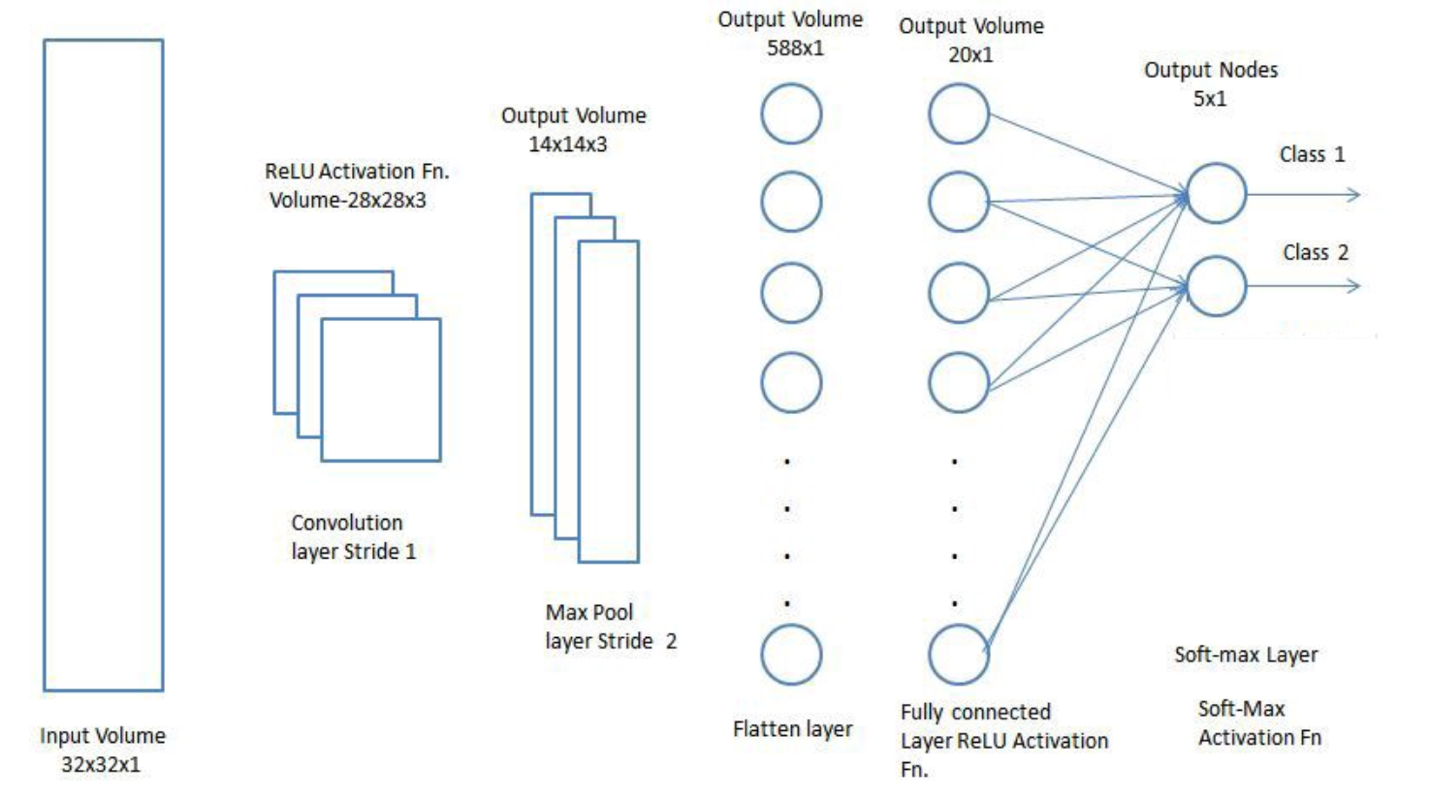 Output Volume
588x1
Output Volume
20x1
Output Nodes
5x1
Output Volume
14x14x3
Class 1
ReLU Activation Fn.
Volume-28x28x3
Class 2
Convolution
layer Stride 1
Max Pool
layer Stride 2
Soft-max Layer
Input Volume
32x32x1
Flatten layer
Fully connected
Layer ReLU Activation
Fn.
Soft-Max
Activation Fn